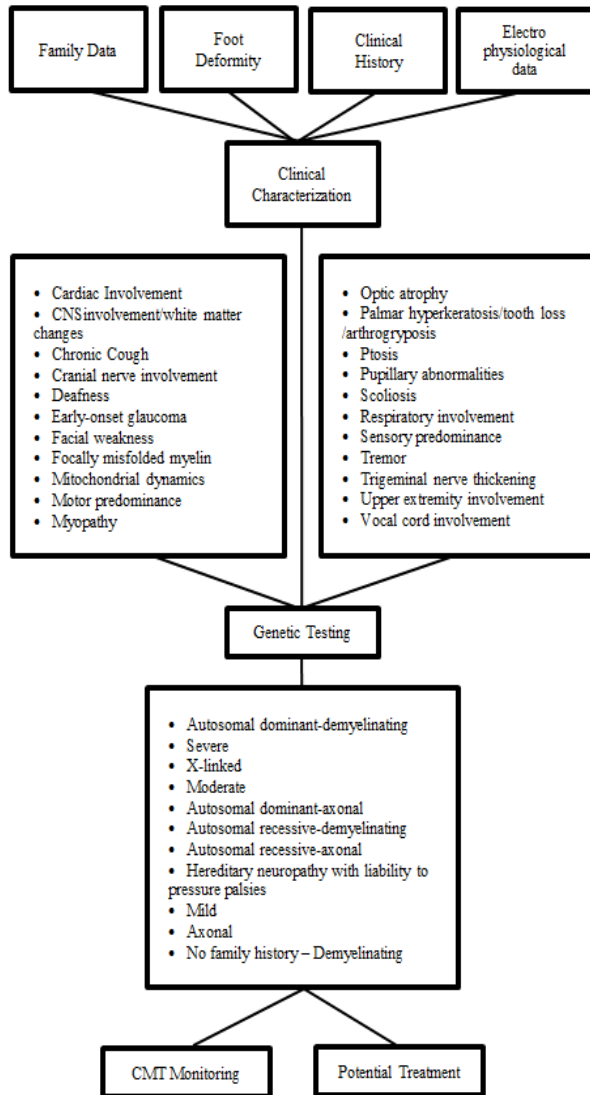 Family Data
Foot
Deformity
Clinical
History
Electro
physiological
data
Clinical
Characterization
• Cardiac Involvement
• CNS involvement/white matter
changes
• Chronic Cough
• Cranial nerve involvement
• Deafness
• Early-onset glaucoma
• Facial weakness
• Focally misfolded myelin
• Mitochondrial dynamics
• Motor predominance
• Myopathy
• Optic atrophy
• Palmar hyperkeratosis/tooth loss
/arthrogryposis
• Ptosis
• Pupillary abnormalities
• Scoliosis
• Respiratory involvement
• Sensory predominance
• Tremor
• Trigeminal nerve thickening
• Upper extremity involvement
• Vocal cord involvement
Genetic Testing
• Autosomal dominant-demyelinating
• Severe
• X-linked
• Moderate
• Autosomal dominant-axonal
• Autosomal recessive-demyelinating
• Autosomal recessive-axonal
• Hereditary neuropathy with liability to
pressure palsies
• Mild
• Axonal
• No family history – Demyelinating
CMT Monitoring
Potential Treatment